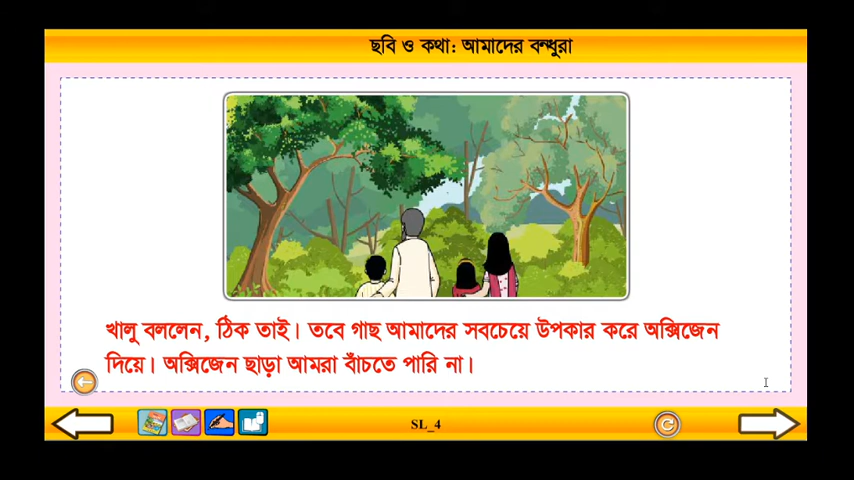 ছবি ও কথা: আমাদের বন্ধুরা
খালু বললেন, ঠিক তাই। তবে গাছ আমাদের সবচেয়ে উপকার করে অক্সিজেন
দিয়ে। অক্সিজেন ছাড়া আমরা বাঁচতে পারি না।
SL_4